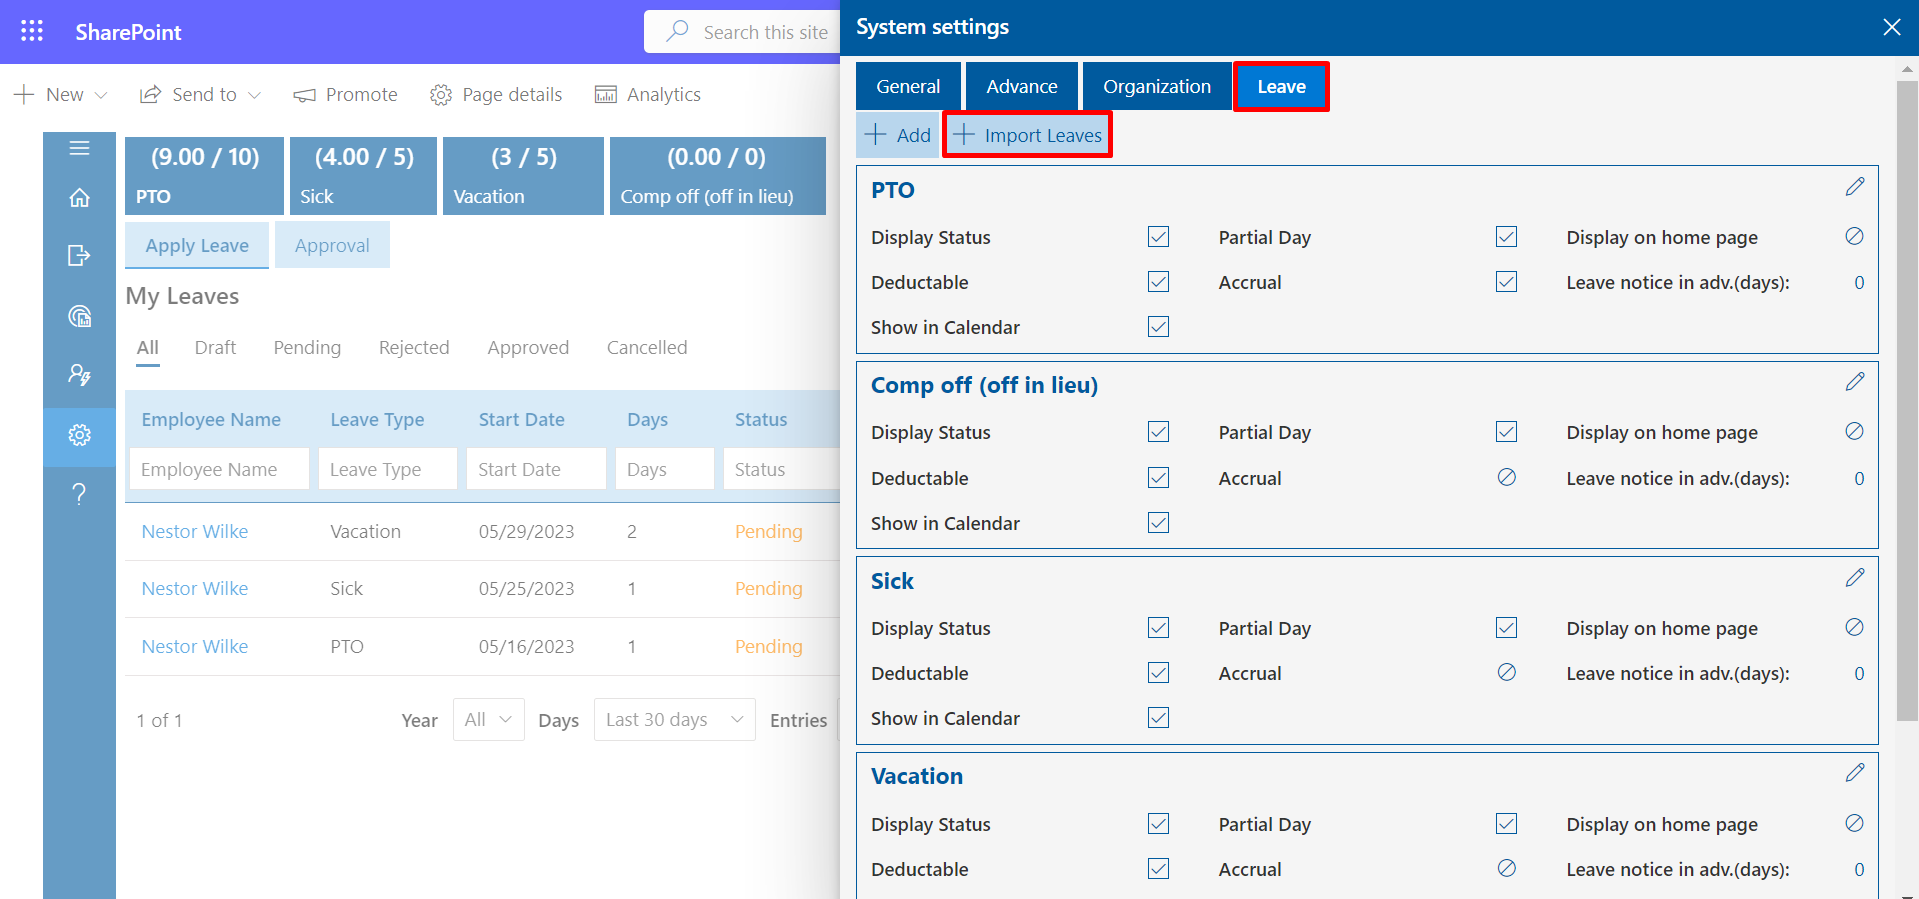 SharePoint
Search this site
New
Send to
Promote
Page details
Analytics
(9.00 / 10)
PTO
(4.00 / 5)
Sick
(3 / 5)
Vacation
(0.00 / 0)
Comp off (off in lieu)
Apply Leave
Approval
My Leaves
All
Draft
Pending
Rejected
Approved
Cancelled
Employee Name
Leave Type
Start Date
Days
Status
Employee Name
Leave Type
Start Date
Days
Status
Nestor Wilke Vacation 05/29/2023 2 Pending
Nestor Wilke Sick 05/25/2023 1 Pending
Nestor Wilke PTO 05/16/2023 1 Pending
1 of 1
Year
All
Days
Last 30 days
Entries
System settings
General
Advance
Organization
Leave
Add
Import Leaves
PTO
Display Status
Partial Day
Display on home page
Deductable
Accrual
Leave notice in adv.(days): 0
Show in Calendar
Comp off (off in lieu)
Display Status
Partial Day
Display on home page
Deductable
Accrual
Leave notice in adv.(days): 0
Show in Calendar
Sick
Display Status
Partial Day
Display on home page
Deductable
Accrual
Leave notice in adv.(days): 0
Show in Calendar
Vacation
Display Status
Partial Day
Display on home page
Deductable
Accrual
Leave notice in adv.(days): 0